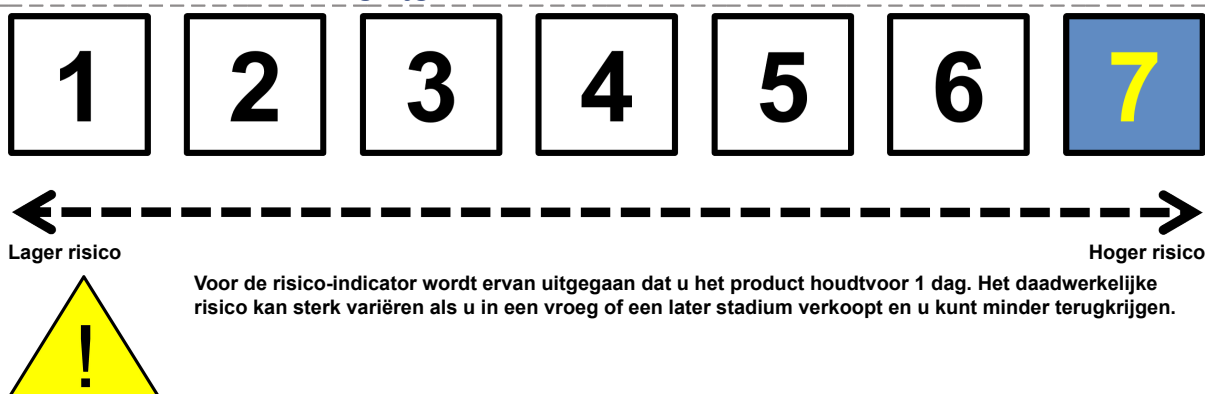 1 2 3 4 5 6 7
Lager risico Hoger risico
Voor de risico-indicator wordt ervan uitgegaan dat u het product houdtvoor 1 dag. Het daadwerkelijke
risico kan sterk variëren als u in een vroeg of een later stadium verkoopt en u kunt minder terugkrijgen.
!